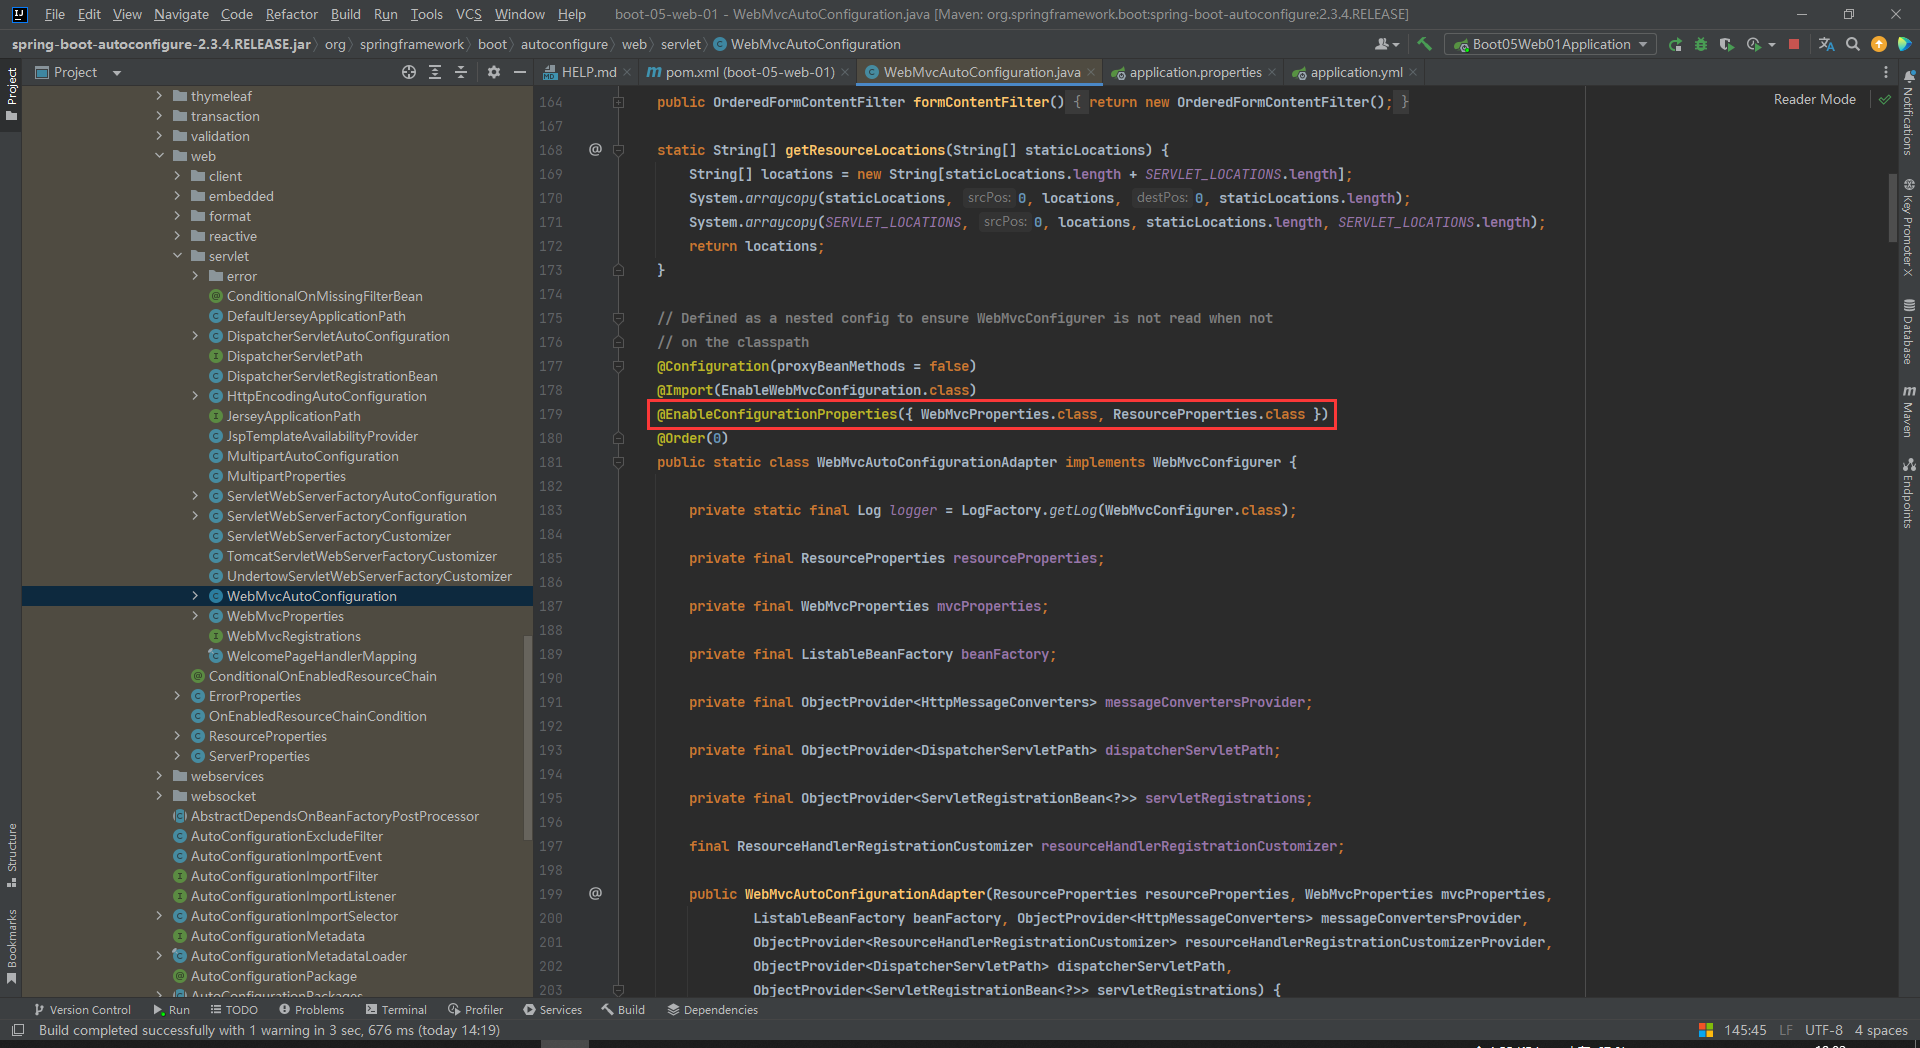 File Edit View Navigate Code Refactor Build Run Tools VCS Window Help boot-05-web-01 - WebMvcAutoConfiguration.java [Maven: org.springframework.boot:spring-boot-autoconfigure:2.3.4.RELEASE]
spring-boot-autoconfigure-2.3.4.RELEASE.jar org springframework boot autoconfigure web servlet WebMvcAutoConfiguration Boot05Web01Application
Project
HELP.md pom.xml (boot-05-web-01) WebMvcAutoConfiguration.java application.properties application.yml
Project
Structure
Bookmarks
thymeleaf
transaction
validation
web
client
embedded
format
reactive
servlet
error
ConditionalOnMissingFilterBean
DefaultJerseyApplicationPath
DispatcherServletAutoConfiguration
DispatcherServletPath
DispatcherServletRegistrationBean
HttpEncodingAutoConfiguration
JerseyApplicationPath
JspTemplateAvailabilityProvider
MultipartAutoConfiguration
MultipartProperties
ServletWebServerFactoryAutoConfiguration
ServletWebServerFactoryConfiguration
ServletWebServerFactoryCustomizer
TomcatServletWebServerFactoryCustomizer
UndertowServletWebServerFactoryCustomizer
WebMvcAutoConfiguration
WebMvcProperties
WebMvcRegistrations
WelcomePageHandlerMapping
ConditionalOnEnabledResourceChain
ErrorProperties
OnEnabledResourceChainCondition
ResourceProperties
ServerProperties
webservices
websocket
AbstractDependsOnBeanFactoryPostProcessor
AutoConfigurationExcludeFilter
AutoConfigurationImportEvent
AutoConfigurationImportFilter
AutoConfigurationImportListener
AutoConfigurationImportSelector
AutoConfigurationMetadata
AutoConfigurationMetadataLoader
AutoConfigurationPackage
AutoConfigurationPackages
Reader Mode
164 public OrderedFormContentFilter formContentFilter() { return new OrderedFormContentFilter(); }
167
168 @ static String[] getResourceLocations(String[] staticLocations) {
169 String[] locations = new String[staticLocations.length + SERVLET_LOCATIONS.length];
170 System.arraycopy(staticLocations, srcPos: 0, locations, destPos: 0, staticLocations.length);
171 System.arraycopy(SERVLET_LOCATIONS, srcPos: 0, locations, staticLocations.length, SERVLET_LOCATIONS.length);
172 return locations;
173 }
174
175 // Defined as a nested config to ensure WebMvcConfigurer is not read when not
176 // on the classpath
177 @Configuration(proxyBeanMethods = false)
178 @Import(EnableWebMvcConfiguration.class)
179 @EnableConfigurationProperties({ WebMvcProperties.class, ResourceProperties.class })
180 @Order(0)
181 public static class WebMvcAutoConfigurationAdapter implements WebMvcConfigurer {
182
183 private static final Log logger = LogFactory.getLog(WebMvcConfigurer.class);
184
185 private final ResourceProperties resourceProperties;
186
187 private final WebMvcProperties mvcProperties;
188
189 private final ListableBeanFactory beanFactory;
190
191 private final ObjectProvider<HttpMessageConverters> messageConvertersProvider;
192
193 private final ObjectProvider<DispatcherServletPath> dispatcherServletPath;
194
195 private final ObjectProvider<ServletRegistrationBean<?>> servletRegistrations;
196
197 final ResourceHandlerRegistrationCustomizer resourceHandlerRegistrationCustomizer;
198
199 @ public WebMvcAutoConfigurationAdapter(ResourceProperties resourceProperties, WebMvcProperties mvcProperties,
200 ListableBeanFactory beanFactory, ObjectProvider<HttpMessageConverters> messageConvertersProvider,
201 ObjectProvider<ResourceHandlerRegistrationCustomizer> resourceHandlerRegistrationCustomizerProvider,
202 ObjectProvider<DispatcherServletPath> dispatcherServletPath,
203 ObjectProvider<ServletRegistrationBean<?>> servletRegistrations) {
Notifications
Key Promoter X
Database
Maven
Endpoints
Version Control Run TODO Problems Terminal Profiler Services Build Dependencies
Build completed successfully with 1 warning in 3 sec, 676 ms (today 14:19) 145:45 LF UTF-8 4 spaces